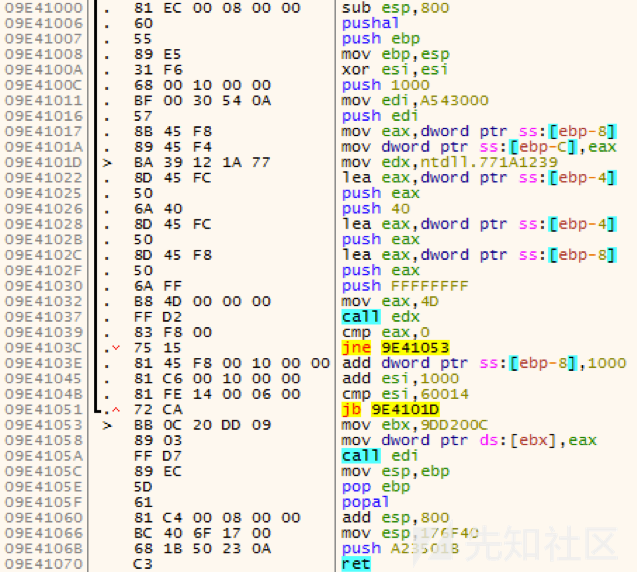 09E41000 . 81 EC 00 08 00 00 sub esp,800
09E41006 . 60 pushal
09E41007 . 55 push ebp
09E41008 . 89 E5 mov ebp,esp
09E4100A . 31 F6 xor esi,esi
09E4100C . 68 00 10 00 00 push 1000
09E41011 . BF 00 30 54 0A mov edi,A543000
09E41016 . 57 push edi
09E41017 . 8B 45 F8 mov eax,dword ptr ss:[ebp-8]
09E4101A . 89 45 F4 mov dword ptr ss:[ebp-C],eax
09E4101D > BA 39 12 1A 77 mov edx,ntdll.771A1239
09E41022 . 8D 45 FC lea eax,dword ptr ss:[ebp-4]
09E41025 . 50 push eax
09E41026 . 6A 40 push 40
09E41028 . 8D 45 FC lea eax,dword ptr ss:[ebp-4]
09E4102B . 50 push eax
09E4102C . 8D 45 F8 lea eax,dword ptr ss:[ebp-8]
09E4102F . 50 push eax
09E41030 . 6A FF push FFFFFFFF
09E41032 . B8 4D 00 00 00 mov eax,4D
09E41037 . FF D2 call edx
09E41039 . 83 F8 00 cmp eax,0
09E4103C . 75 15 jne 9E41053
09E4103E . 81 45 F8 00 10 00 00 add dword ptr ss:[ebp-8],1000
09E41045 . 81 C6 00 10 00 00 add esi,1000
09E4104B . 81 FE 14 00 06 00 cmp esi,60014
09E41051 . 72 CA jb 9E4101D
09E41053 > BB 0C 20 DD 09 mov ebx,9DD200C
09E41058 . 89 03 mov dword ptr ds:[ebx],eax
09E4105A . FF D7 call edi
09E4105C . 89 EC mov esp,ebp
09E4105E . 5D pop ebp
09E4105F . 61 popal
09E41060 . 81 C4 00 08 00 00 add esp,800
09E41066 . BC 40 6F 17 00 mov esp,176F40
09E4106B . 68 1B 50 23 0A push A23501B
09E41070 . C3 ret
先知社区